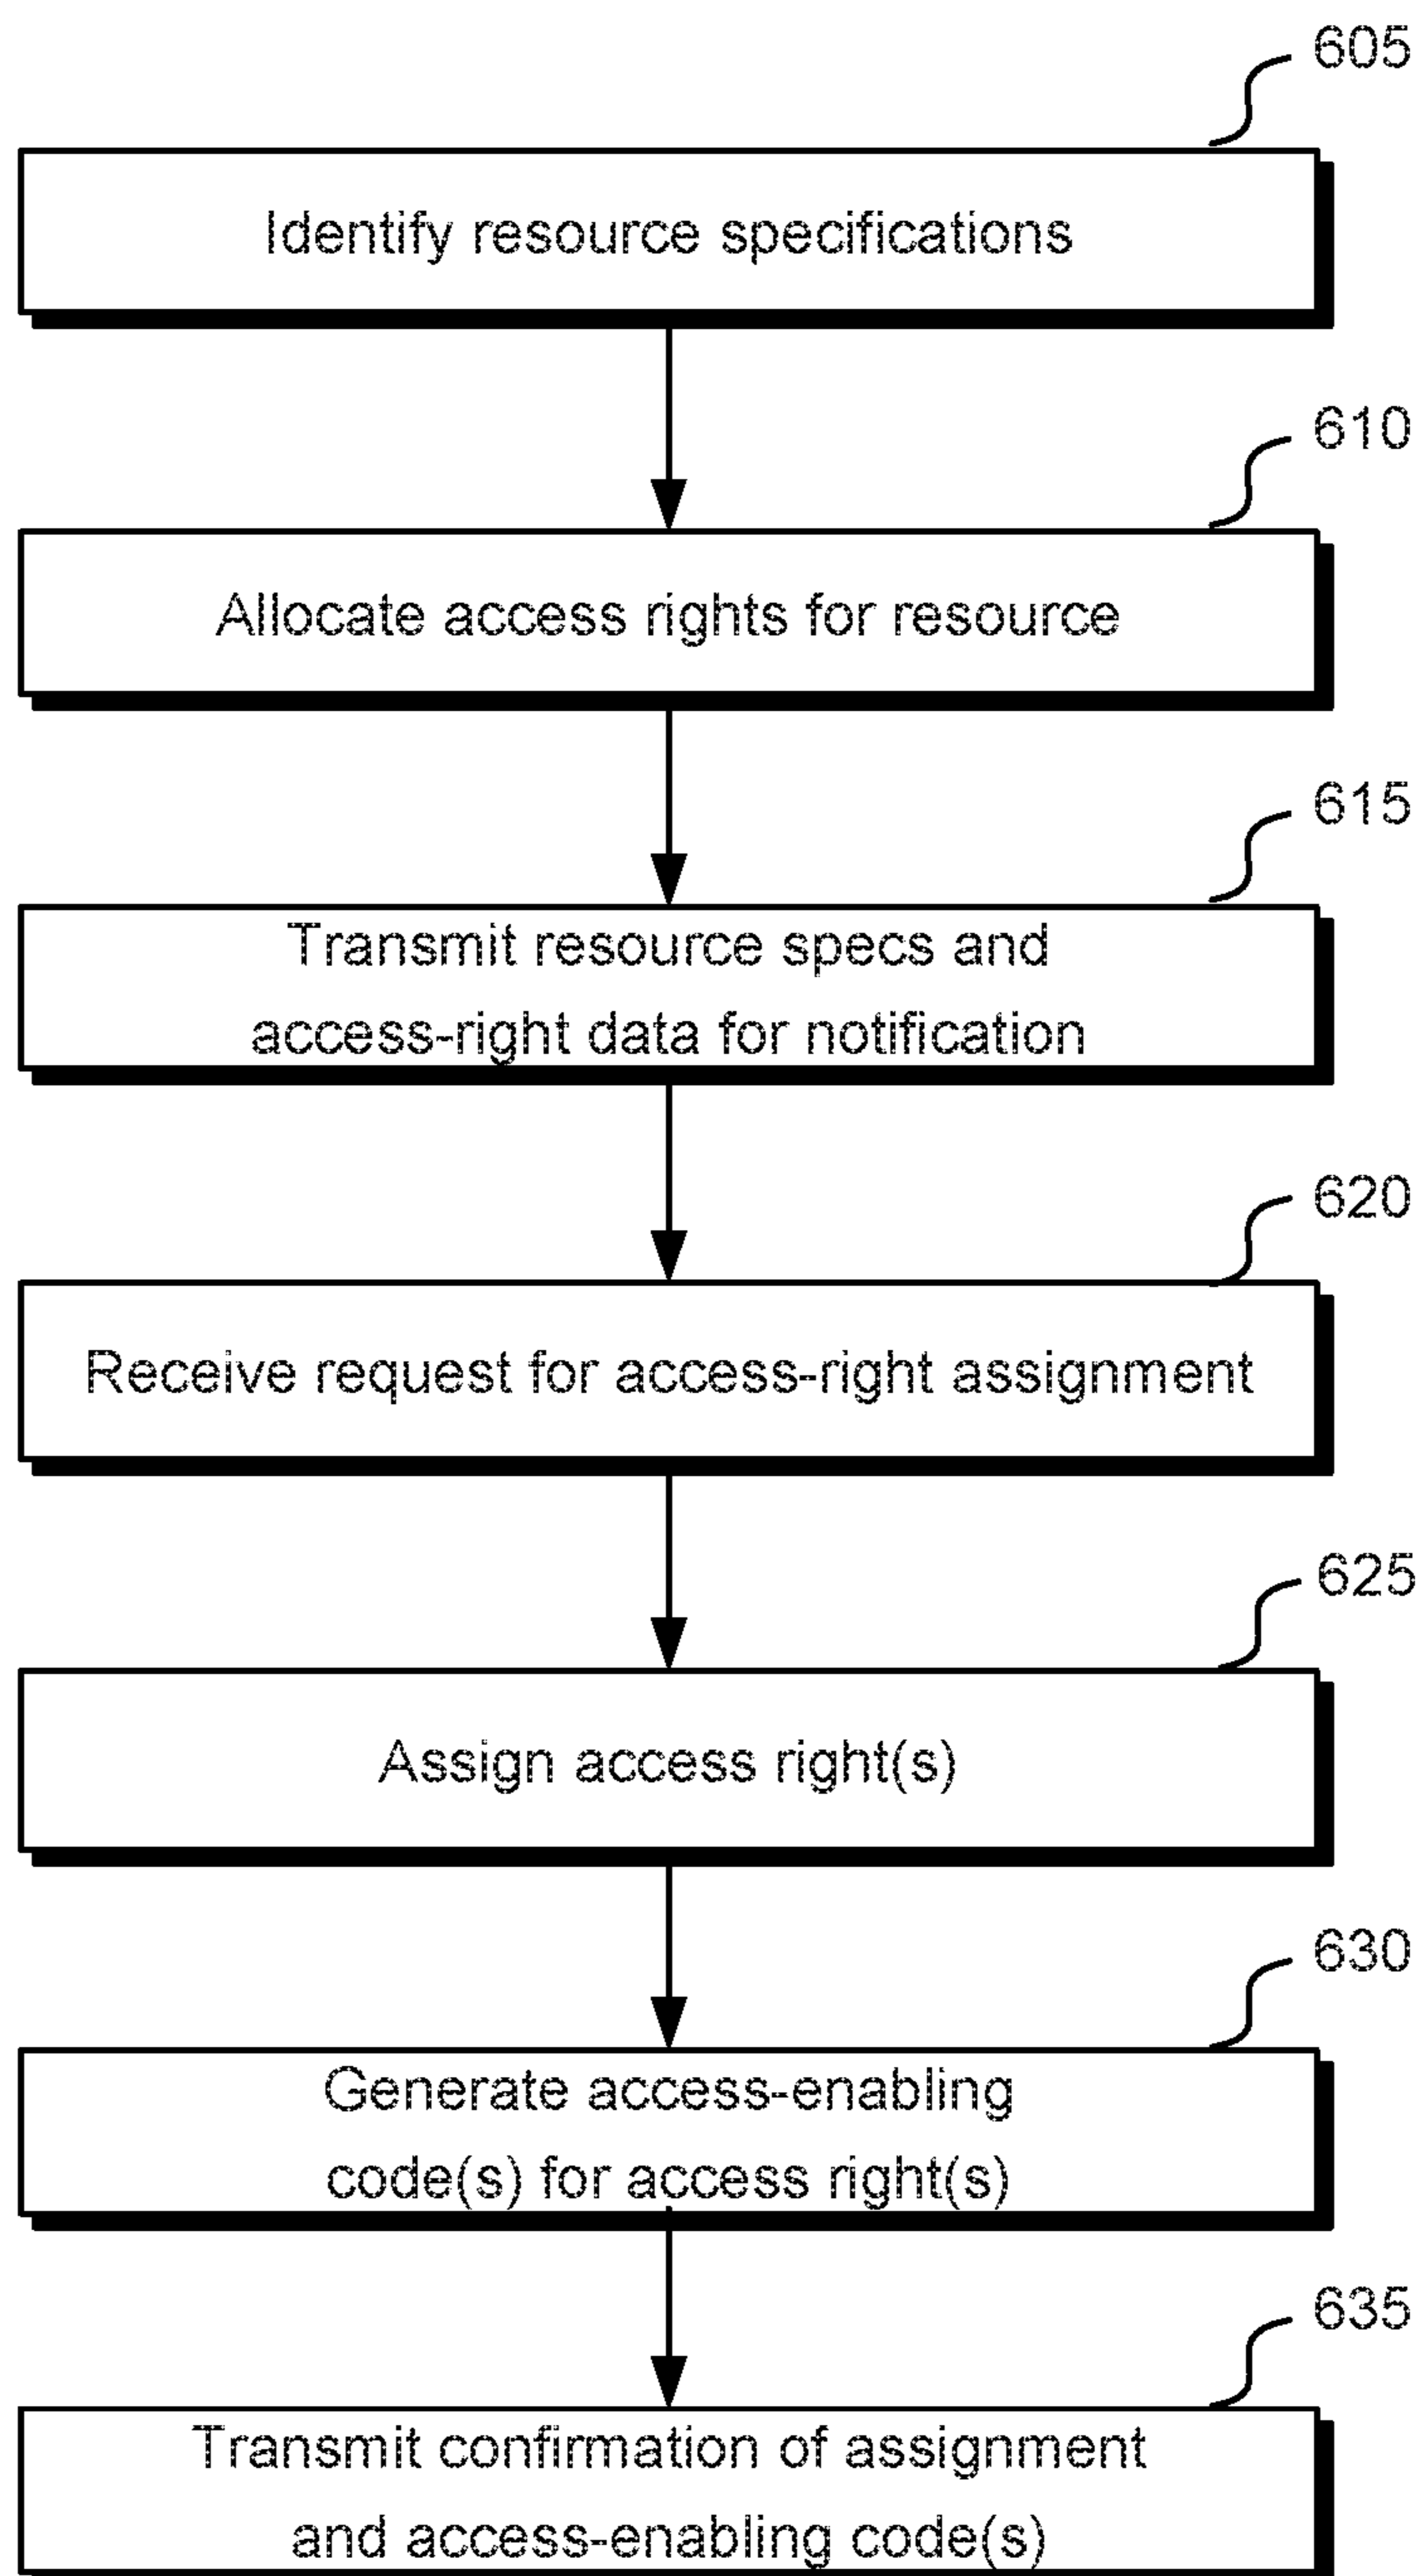 605
Identify resource specifications
610
Allocate access rights for resource
615
Transmit resource specs and
access-right data for notification
620
Receive request for access-right assignment
625
Assign access right(s)
630
Generate access-enabling
code(s) for access right(s)
635
Transmit confirmation of assignment
and access-enabling code(s)